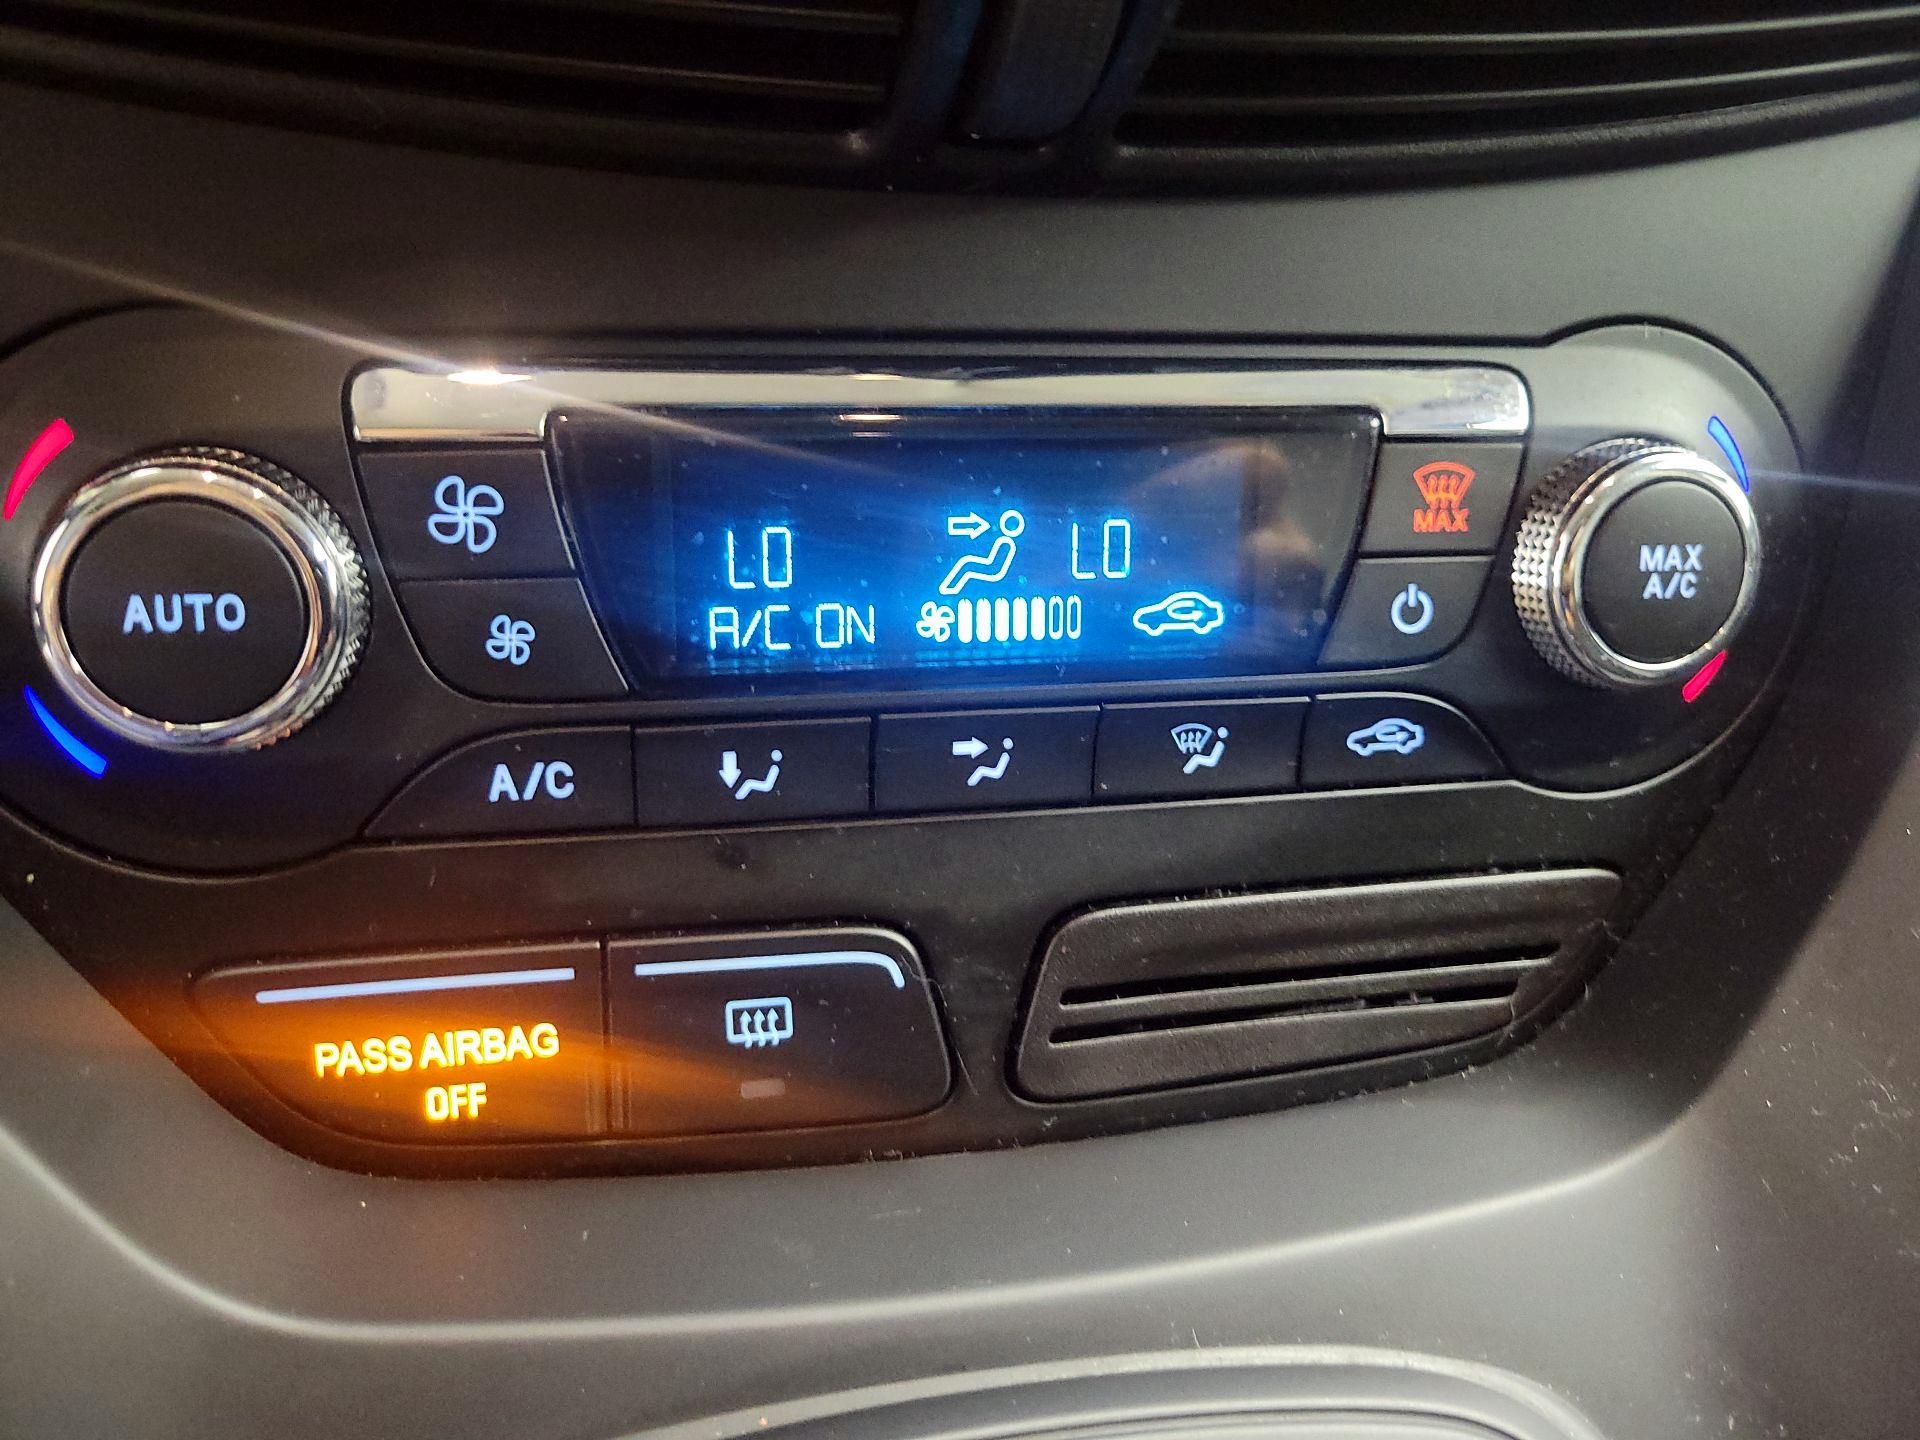 MAX
LO
LO
AUTO
A/C ON
MAX
A/C
A/C
PASS AIRBAG
OFF